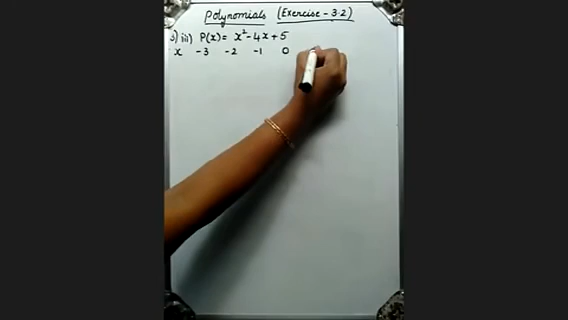 Polynomials (Exercise - 3.2)
3) iii) P(x) = x² - 4x + 5
x -3 -2 -1 0